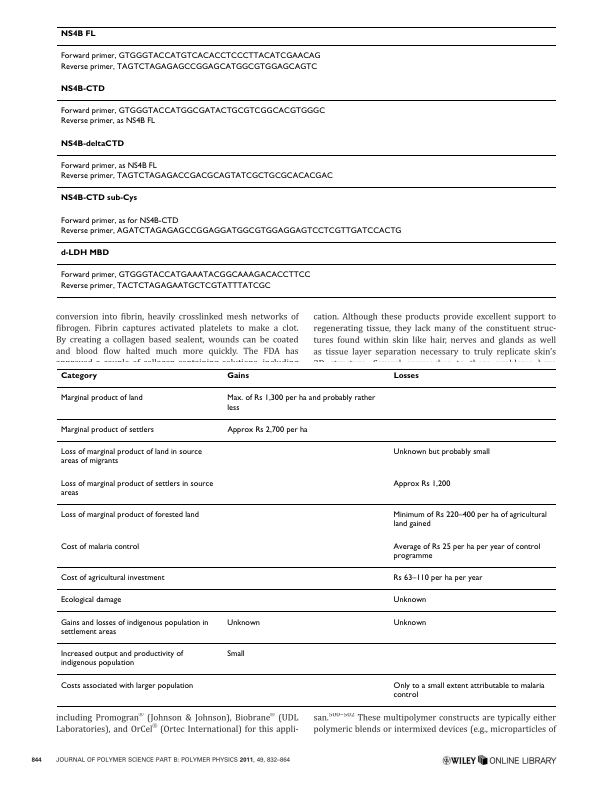 NS4B FL
Forward primer, GTGGGTACCATGTCACACCTCCCTTACATCGAACAG
Reverse primer, TAGTCTAGAGAGCCGGAGCATGGCGTGGAGCAGTC
NS4B-CTD
Forward primer, GTGGGTACCATGGCGATACTGCGTCGGCACGTGGGC
Reverse primer, as NS4B FL
NS4B-deltaCTD
Forward primer, as NS4B FL
Reverse primer, TAGTCTAGAGACCGACGCAGTATCGCTGCGCACACGAC
NS4B-CTD sub-Cys
Forward primer, as for NS4B-CTD
Reverse primer, AGATCTAGAGAGCCGGAGGATGGCGTGGAGGAGTCCTCGTTGATCCACTG
d-LDH MBD
Forward primer, GTGGGTACCATGAAATACGGCAAAGACACCTTCC
Reverse primer, TACTCTAGAGAATGCTCGTATTTATCGC
conversion into fibrin, heavily crosslinked mesh networks of
fibrogen. Fibrin captures activated platelets to make a clot.
By creating a collagen based sealent, wounds can be coated
and blood flow halted much more quickly. The FDA has
cation. Although these products provide excellent support to
regenerating tissue, they lack many of the constituent struc-
tures found within skin like hair, nerves and glands as well
as tissue layer separation necessary to truly replicate skin's
Category Gains Losses
Marginal product of land Max. of Rs 1,300 per ha and probably rather
less
Marginal product of settlers Approx Rs 2,700 per ha
Loss of marginal product of land in source Unknown but probably small
areas of migrants
Loss of marginal product of settlers in source Approx Rs 1,200
areas
Loss of marginal product of forested land Minimum of Rs 220–400 per ha of agricultural
land gained
Cost of malaria control Average of Rs 25 per ha per year of control
programme
Cost of agricultural investment Rs 63–110 per ha per year
Ecological damage Unknown
Gains and losses of indigenous population in Unknown Unknown
settlement areas
Increased output and productivity of Small
indigenous population
Costs associated with larger population Only to a small extent attributable to malaria
control
including Promogran® (Johnson & Johnson), Biobrane® (UDL
Laboratories), and OrCel® (Ortec International) for this appli-
san.500–502 These multipolymer constructs are typically either
polymeric blends or intermixed devices (e.g., microparticles of
844 JOURNAL OF POLYMER SCIENCE PART B: POLYMER PHYSICS 2011, 49, 832–864
WILEY ONLINE LIBRARY